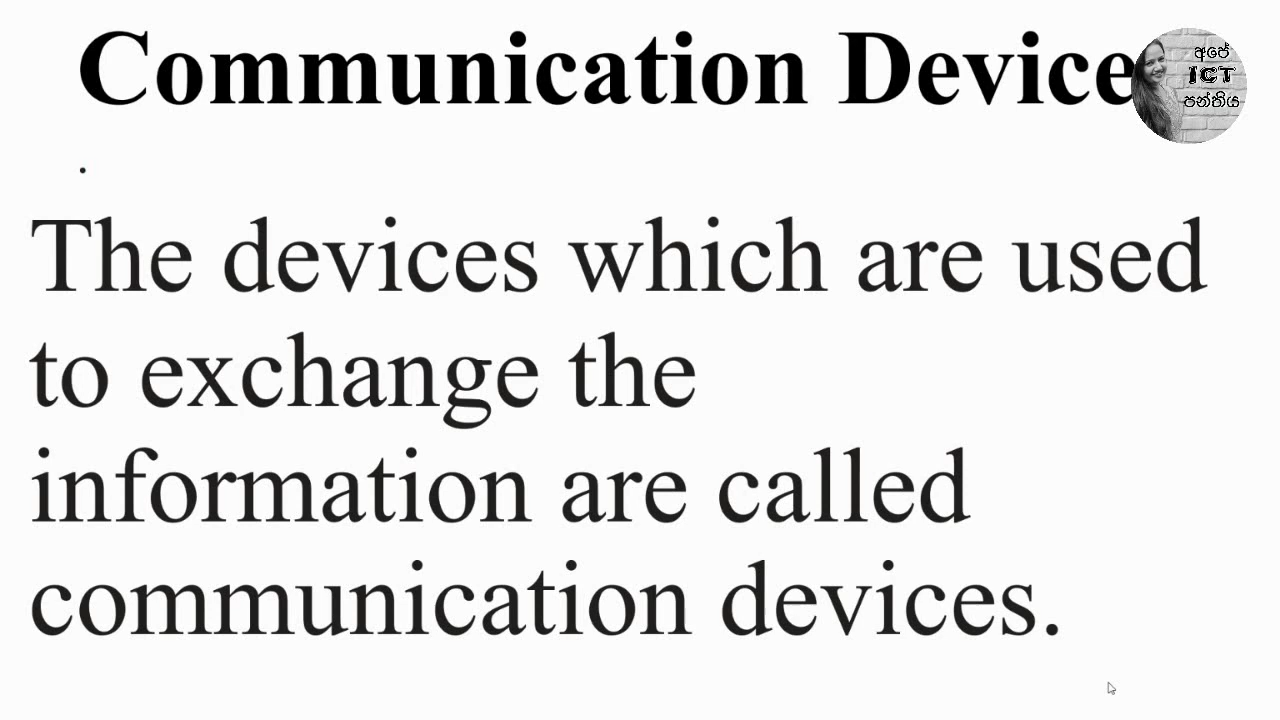 Communication Device
අපේ
ICT
පන්තිය
.
The devices which are used
to exchange the
information are called
communication devices.